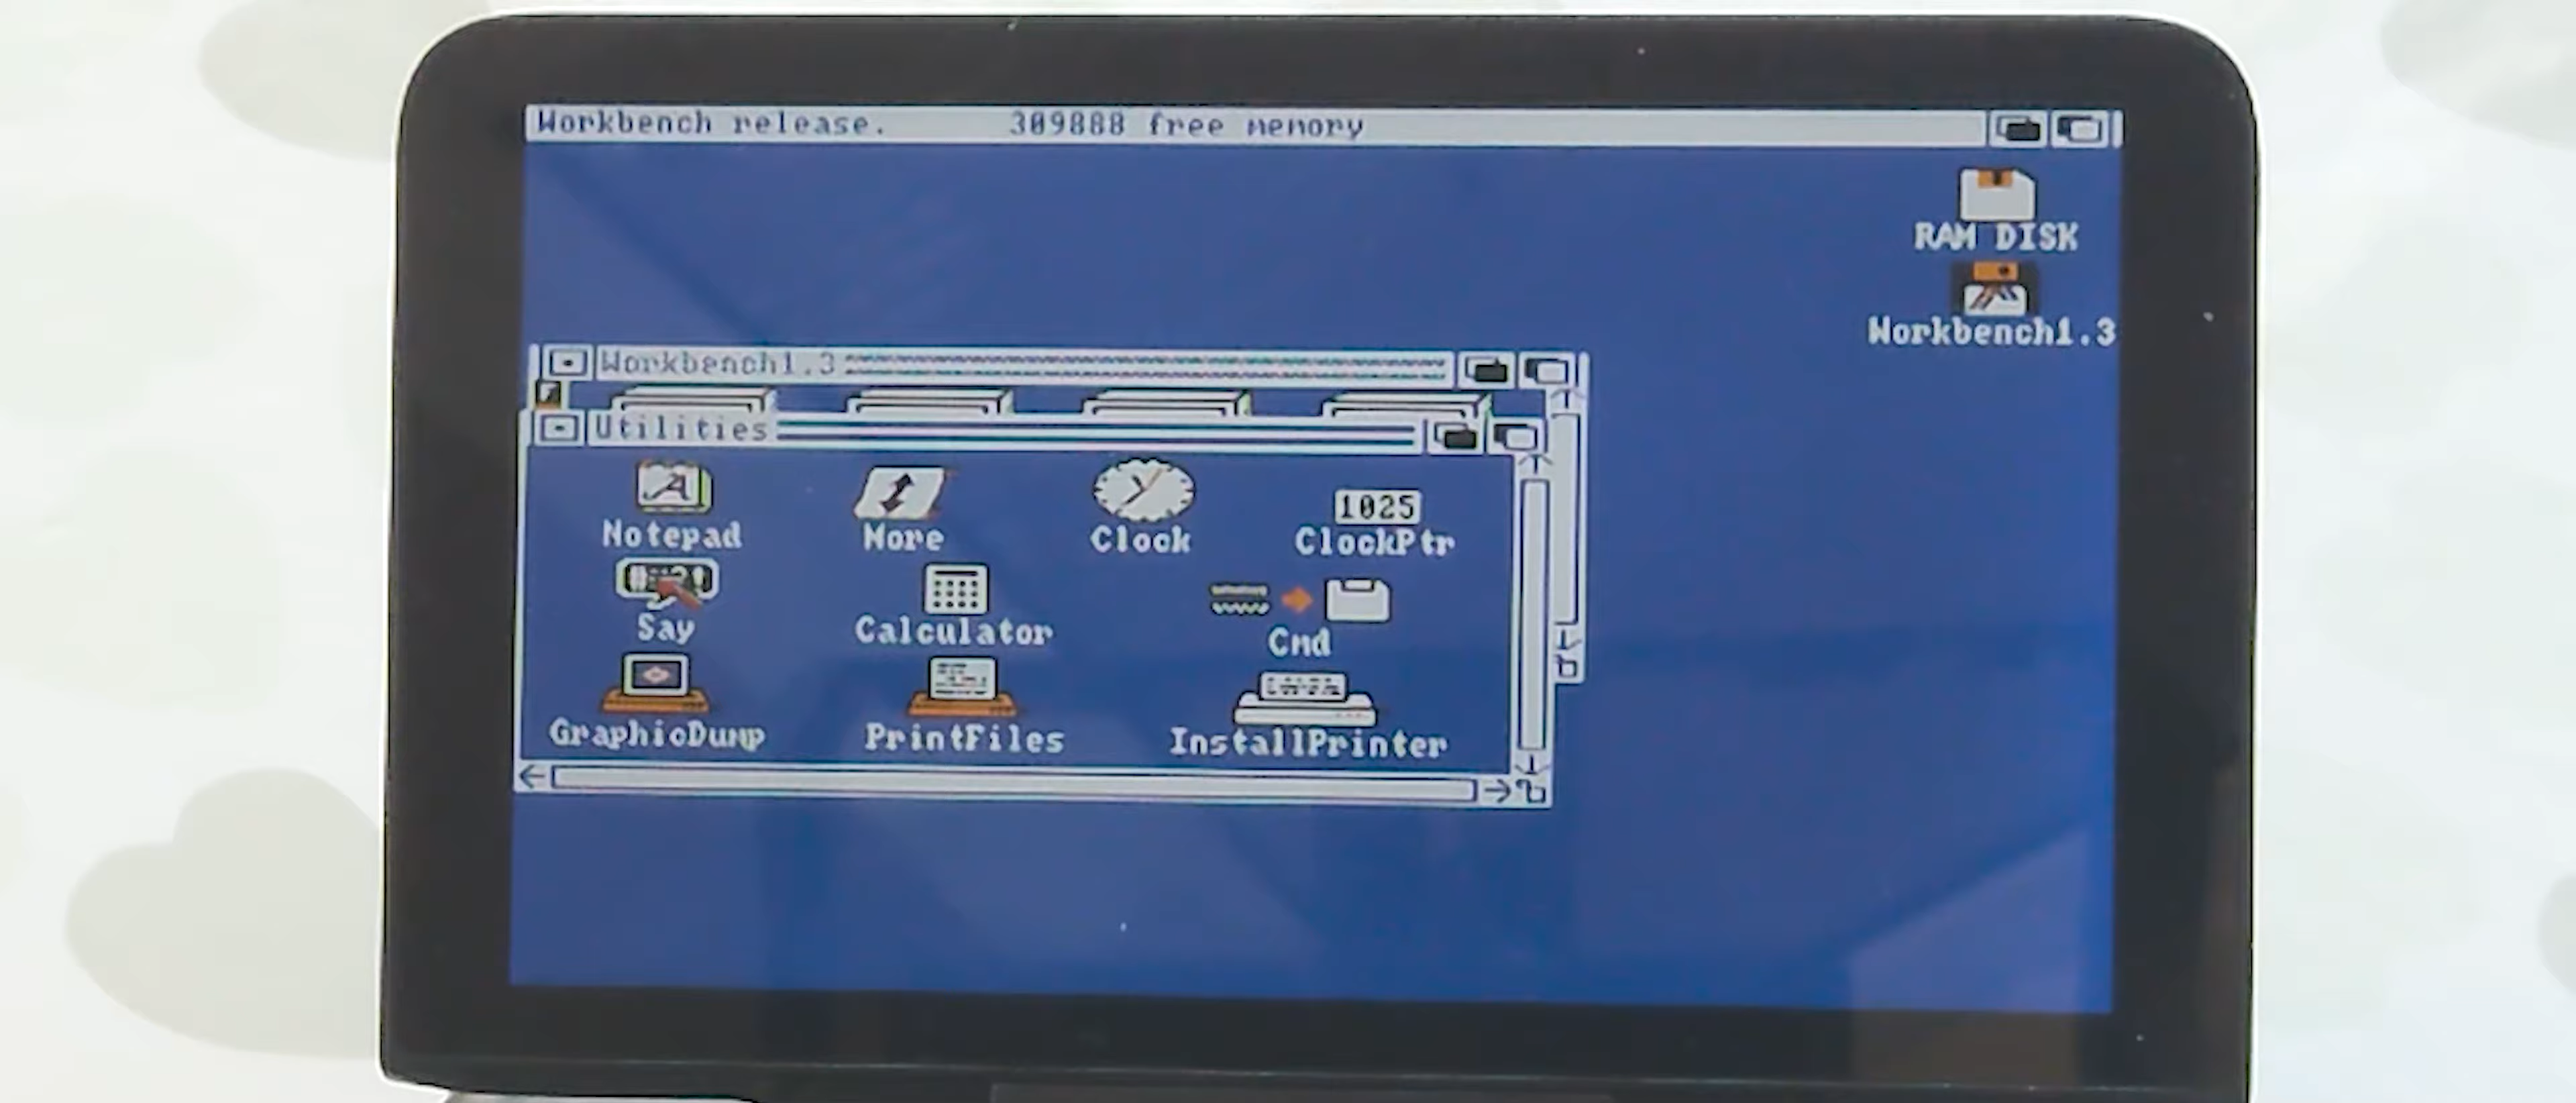 Workbench release. 309888 free memory
RAM DISK
Workbench1.3
Workbench1.3
Utilities
Notepad More Clock 1025 ClockPtr
Say Calculator Cmd
GraphicDump PrintFiles InstallPrinter